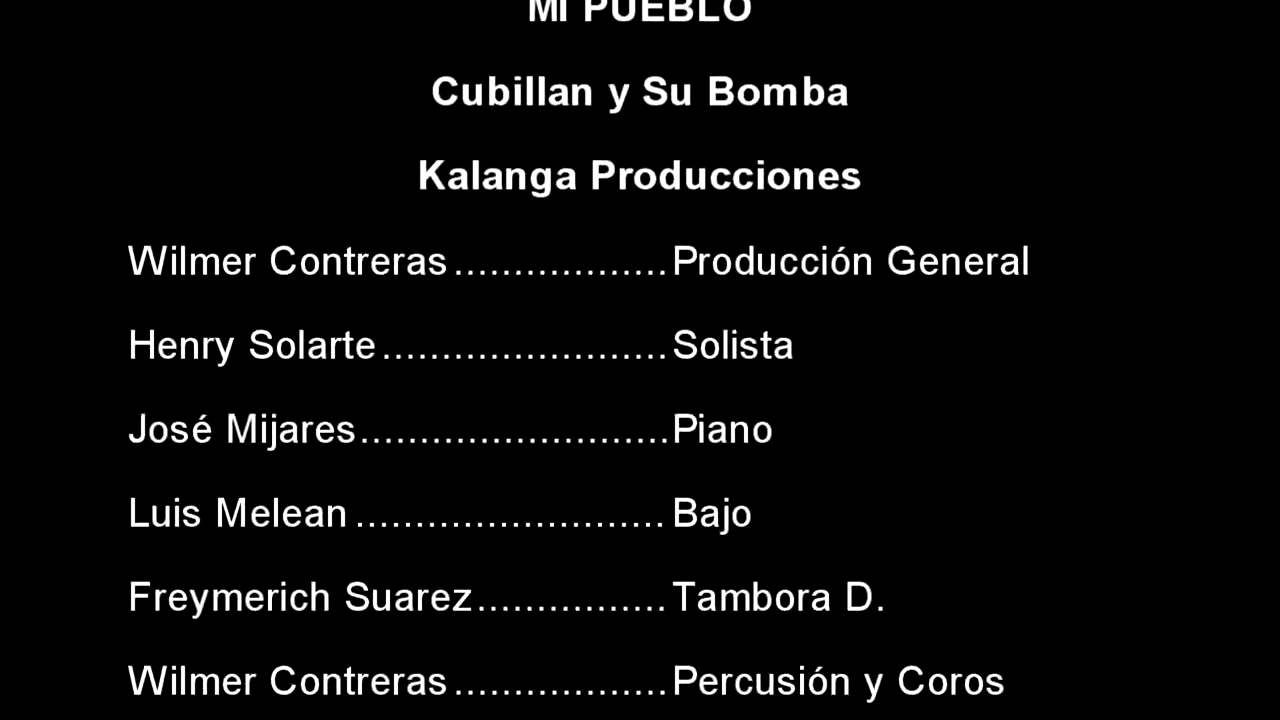 MI PUEBLO
Cubillan y Su Bomba
Kalanga Producciones
Wilmer Contreras..................Producción General
Henry Solarte........................Solista
José Mijares..........................Piano
Luis Melean..........................Bajo
Freymerich Suarez................Tambora D.
Wilmer Contreras..................Percusión y Coros